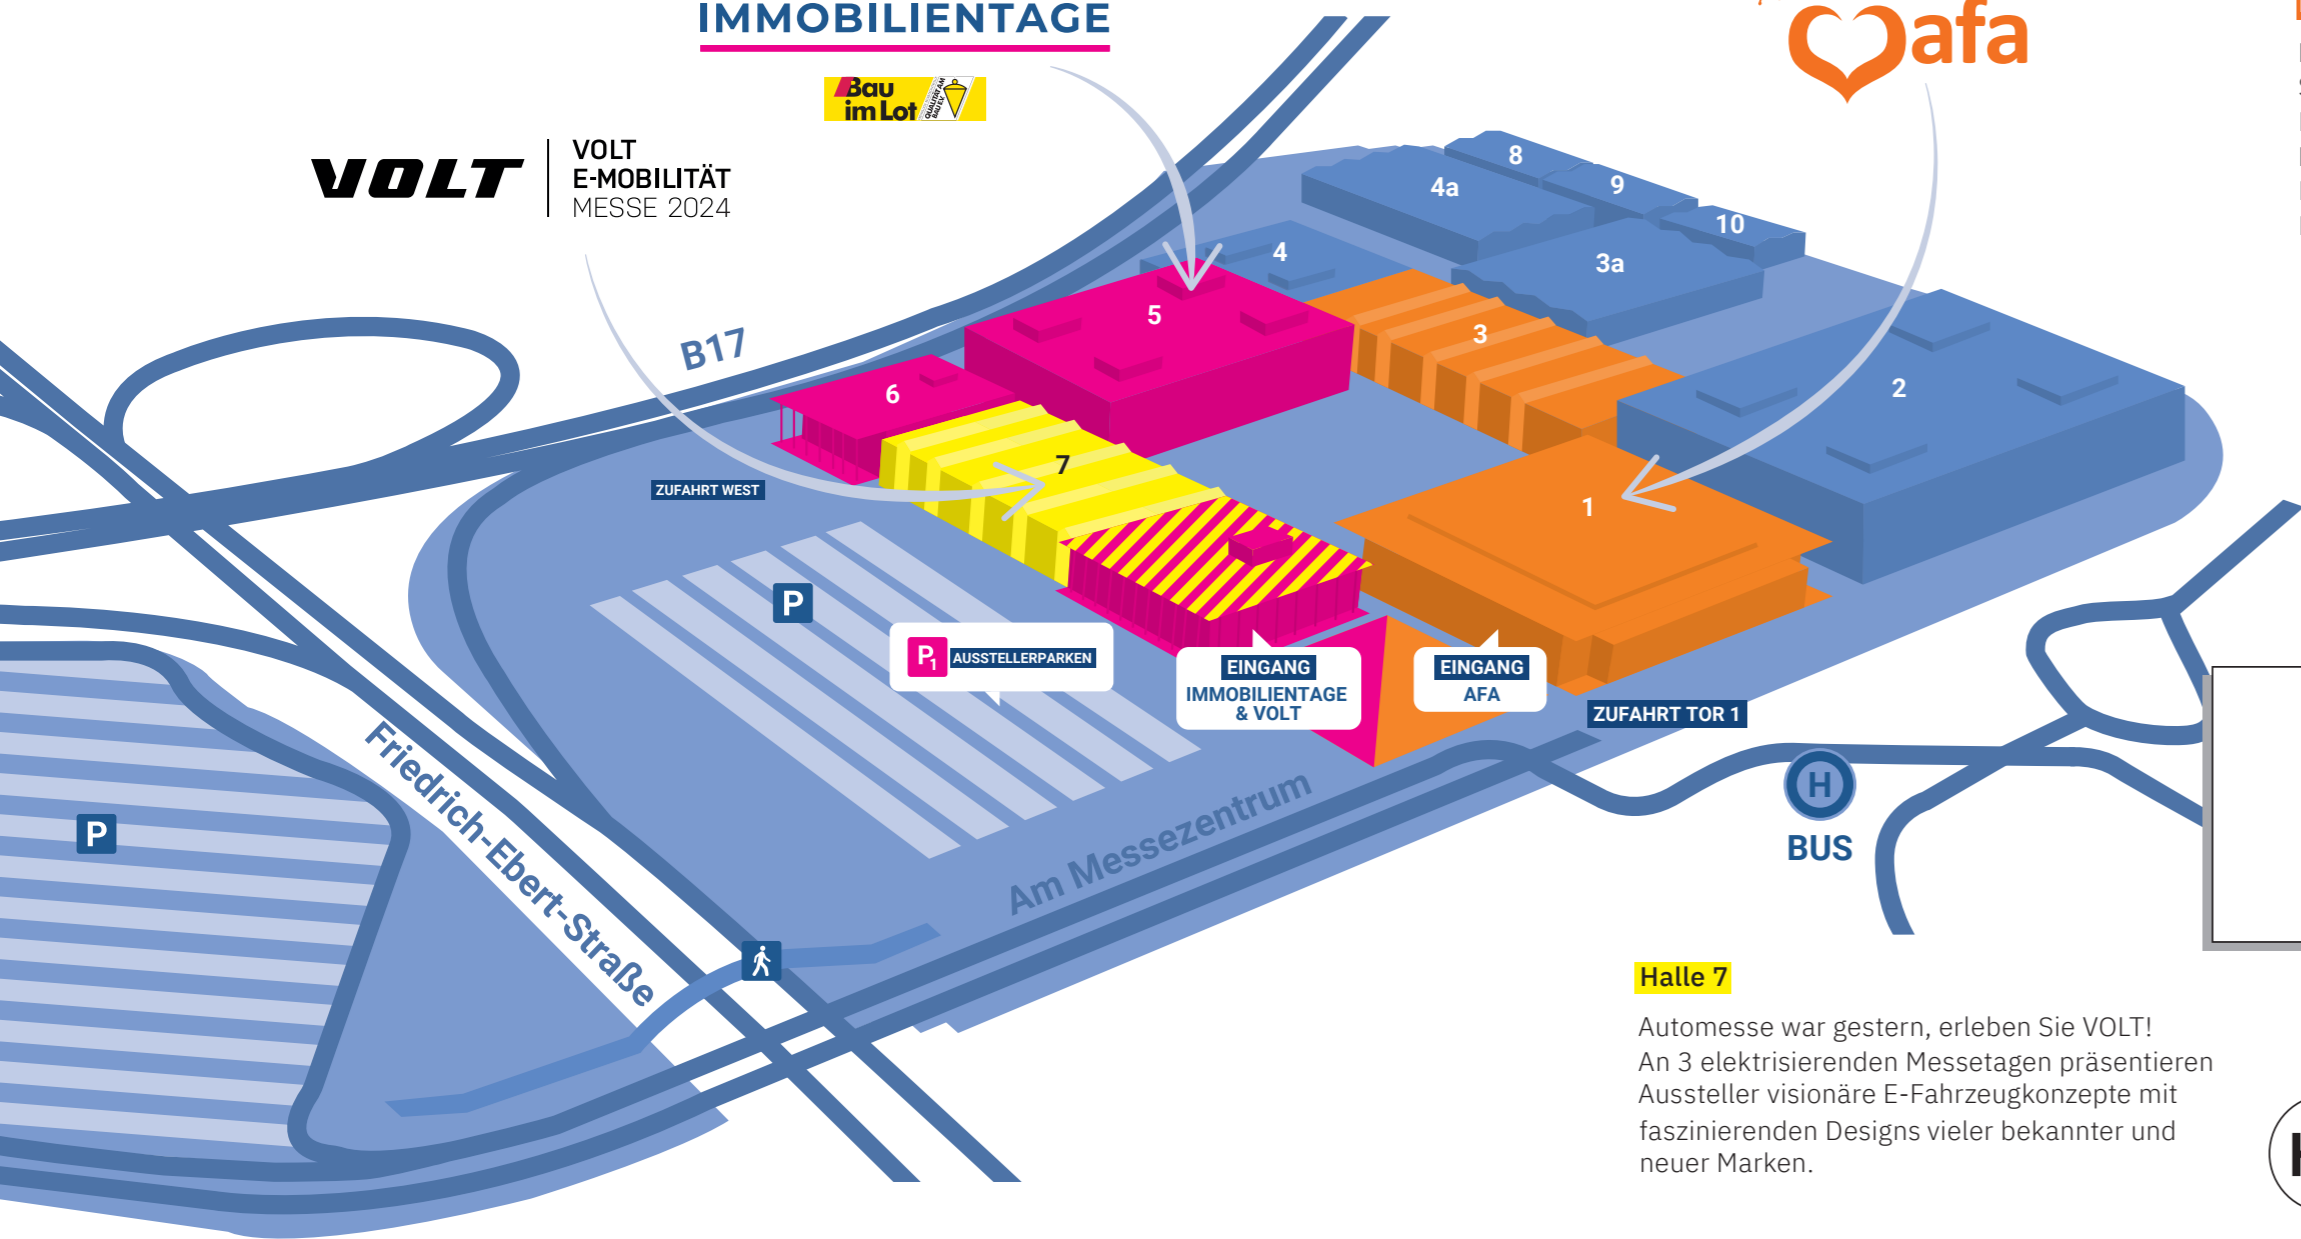 IMMOBILIENTAGE
afa
Bau
im Lot
QUALITÄT AM
BAU E.V.
VOLT
VOLT
E-MOBILITÄT
MESSE 2024
8
4a
9
10
4
3a
5
3
B17
6
2
7
ZUFAHRT WEST
1
P
P1 AUSSTELLERPARKEN
EINGANG
IMMOBILIENTAGE
& VOLT
EINGANG
AFA
ZUFAHRT TOR 1
Friedrich-Ebert-Straße
Am Messezentrum
H
BUS
P
Halle 7
Automesse war gestern, erleben Sie VOLT!
An 3 elektrisierenden Messetagen präsentieren
Aussteller visionäre E-Fahrzeugkonzepte mit
faszinierenden Designs vieler bekannter und
neuer Marken.